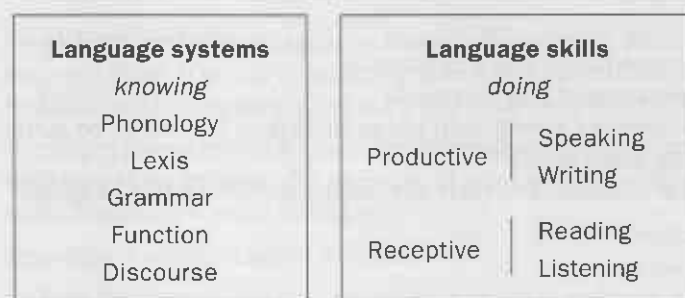 Language systems
knowing
Phonology
Lexis
Grammar
Function
Discourse
Language skills
doing
Productive
Speaking
Writing
Receptive
Reading
Listening